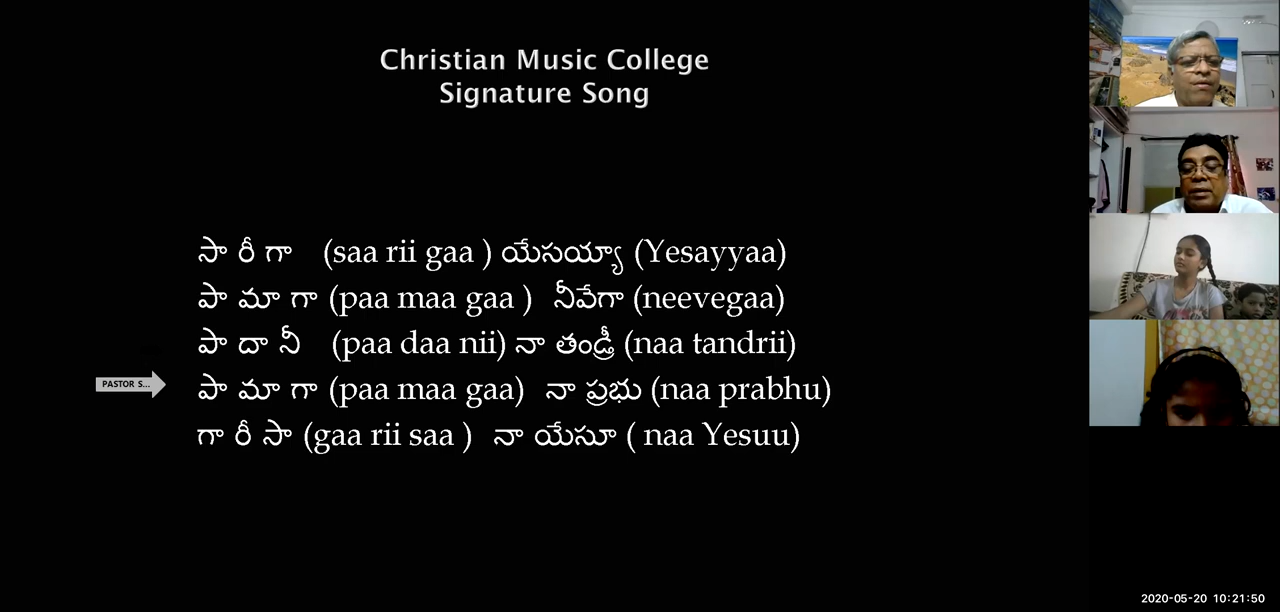 Christian Music College
Signature Song
సా రీ గా (saa rii gaa ) యేసయ్యా (Yesayyaa)
పా మా గా (paa maa gaa ) నీవేగా (neevegaa)
పా దా నీ (paa daa nii) నా తండ్రీ (naa tandrii)
PASTOR S...
పా మా గా (paa maa gaa) నా ప్రభు (naa prabhu)
గా రీ సా (gaa rii saa ) నా యేసూ ( naa Yesuu)
2020-05-20 10:21:50